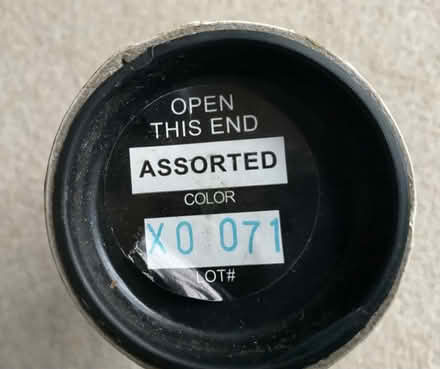 OPEN
THIS END
ASSORTED
COLOR
X0 071
LOT#